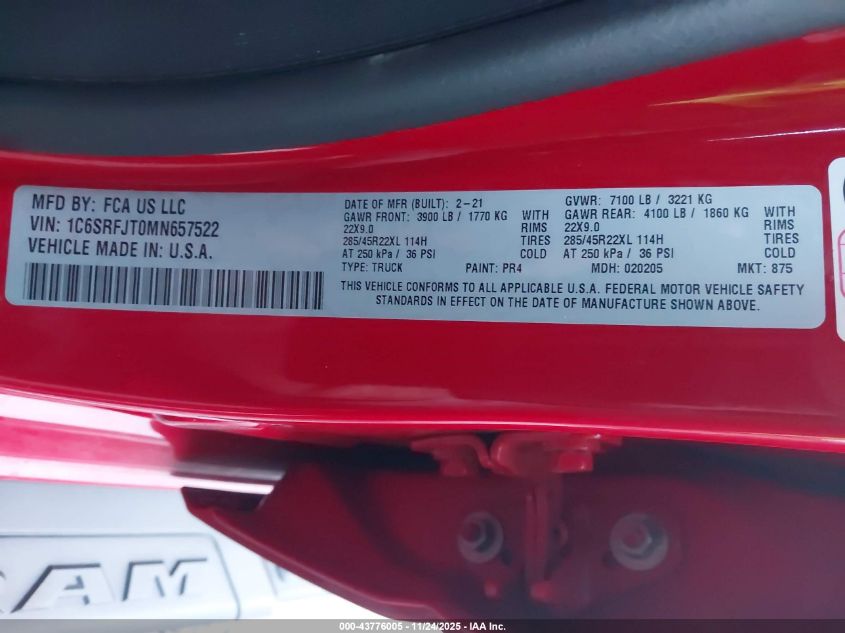 MFD BY: FCA US LLC
VIN: 1C6SRFJT0MN657522
VEHICLE MADE IN U.S.A.
DATE OF MFR (BUILT): 2-21
GAWR FRONT: 3900 LB / 1770 KG WITH
22X9.0 RIMS
285/45R22XL 114H TIRES
AT 250 kPa / 36 PSI COLD
TYPE: TRUCK PAINT: PR4
GVWR: 7100 LB / 3221 KG
GAWR REAR: 4100 LB / 1860 KG WITH
22X9.0 RIMS
285/45R22XL 114H TIRES
AT 250 kPa / 36 PSI COLD
MDH: 020205 MKT: 875
THIS VEHICLE CONFORMS TO ALL APPLICABLE U.S.A. FEDERAL MOTOR VEHICLE SAFETY
STANDARDS IN EFFECT ON THE DATE OF MANUFACTURE SHOWN ABOVE.
RAM
000-43776005 - 11/24/2025 - IAA Inc.